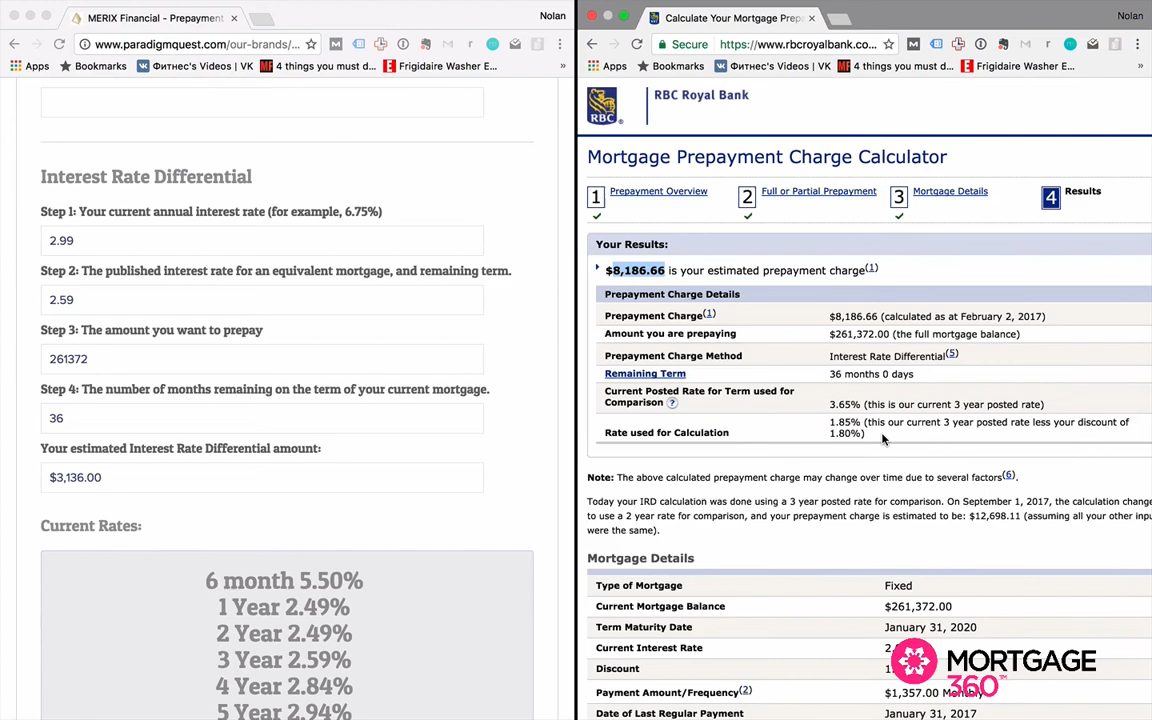 MERIX Financial - Prepayment
Nolan
www.paradigmquest.com/our-brands/...
Apps
Bookmarks
Фитнес's Videos | VK
4 things you must d...
Frigidaire Washer E...
Interest Rate Differential
Step 1: Your current annual interest rate (for example, 6.75%)
2.99
Step 2: The published interest rate for an equivalent mortgage, and remaining term.
2.59
Step 3: The amount you want to prepay
261372
Step 4: The number of months remaining on the term of your current mortgage.
36
Your estimated Interest Rate Differential amount:
$3,136.00
Current Rates:
6 month 5.50%
1 Year 2.49%
2 Year 2.49%
3 Year 2.59%
4 Year 2.84%
5 Year 2.94%
Calculate Your Mortgage Prep
Nolan
Secure https://www.rbcroyalbank.co...
Apps
Bookmarks
Фитнес's Videos | VK
4 things you must d...
Frigidaire Washer E...
»
RBC
RBC Royal Bank
Mortgage Prepayment Charge Calculator
1 Prepayment Overview
2 Full or Partial Prepayment
3 Mortgage Details
4 Results
Your Results:
$8,186.66 is your estimated prepayment charge(1)
Prepayment Charge Details
Prepayment Charge(1) $8,186.66 (calculated as at February 2, 2017)
Amount you are prepaying $261,372.00 (the full mortgage balance)
Prepayment Charge Method Interest Rate Differential(5)
Remaining Term 36 months 0 days
Current Posted Rate for Term used for
Comparison ? 3.65% (this is our current 3 year posted rate)
Rate used for Calculation 1.85% (this our current 3 year posted rate less your discount of
1.80%)
Note: The above calculated prepayment charge may change over time due to several factors(6).
Today your IRD calculation was done using a 3 year posted rate for comparison. On September 1, 2017, the calculation change
to use a 2 year rate for comparison, and your prepayment charge is estimated to be: $12,698.11 (assuming all your other inpu
were the same).
Mortgage Details
Type of Mortgage Fixed
Current Mortgage Balance $261,372.00
Term Maturity Date January 31, 2020
Current Interest Rate
Discount
Payment Amount/Frequency(2) $1,357.00 Monthly
Date of Last Regular Payment January 31, 2017
MORTGAGE
360